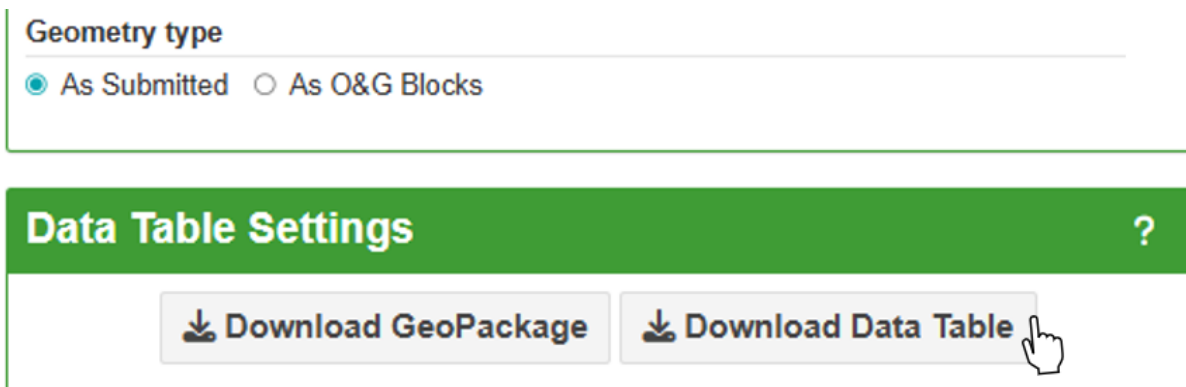 Geometry type
As Submitted As O&G Blocks
Data Table Settings ?
Download GeoPackage Download Data Table